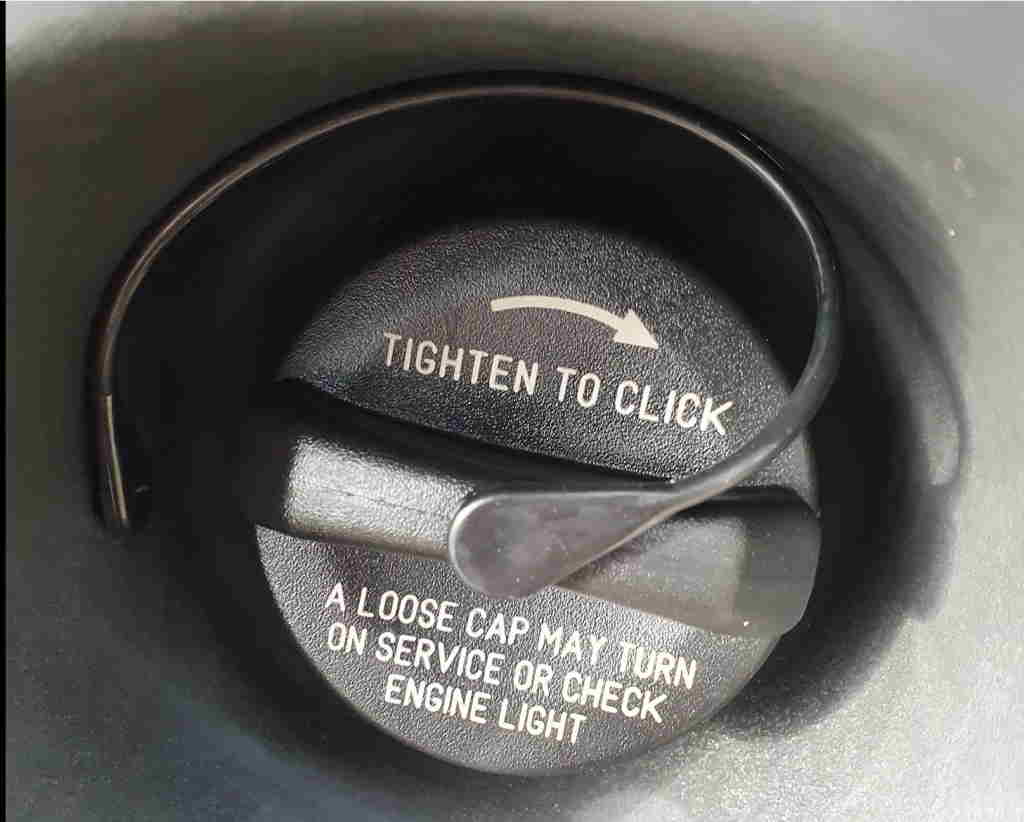 TIGHTEN TO CLICK
A LOOSE CAP MAY TURN
ON SERVICE OR CHECK
ENGINE LIGHT